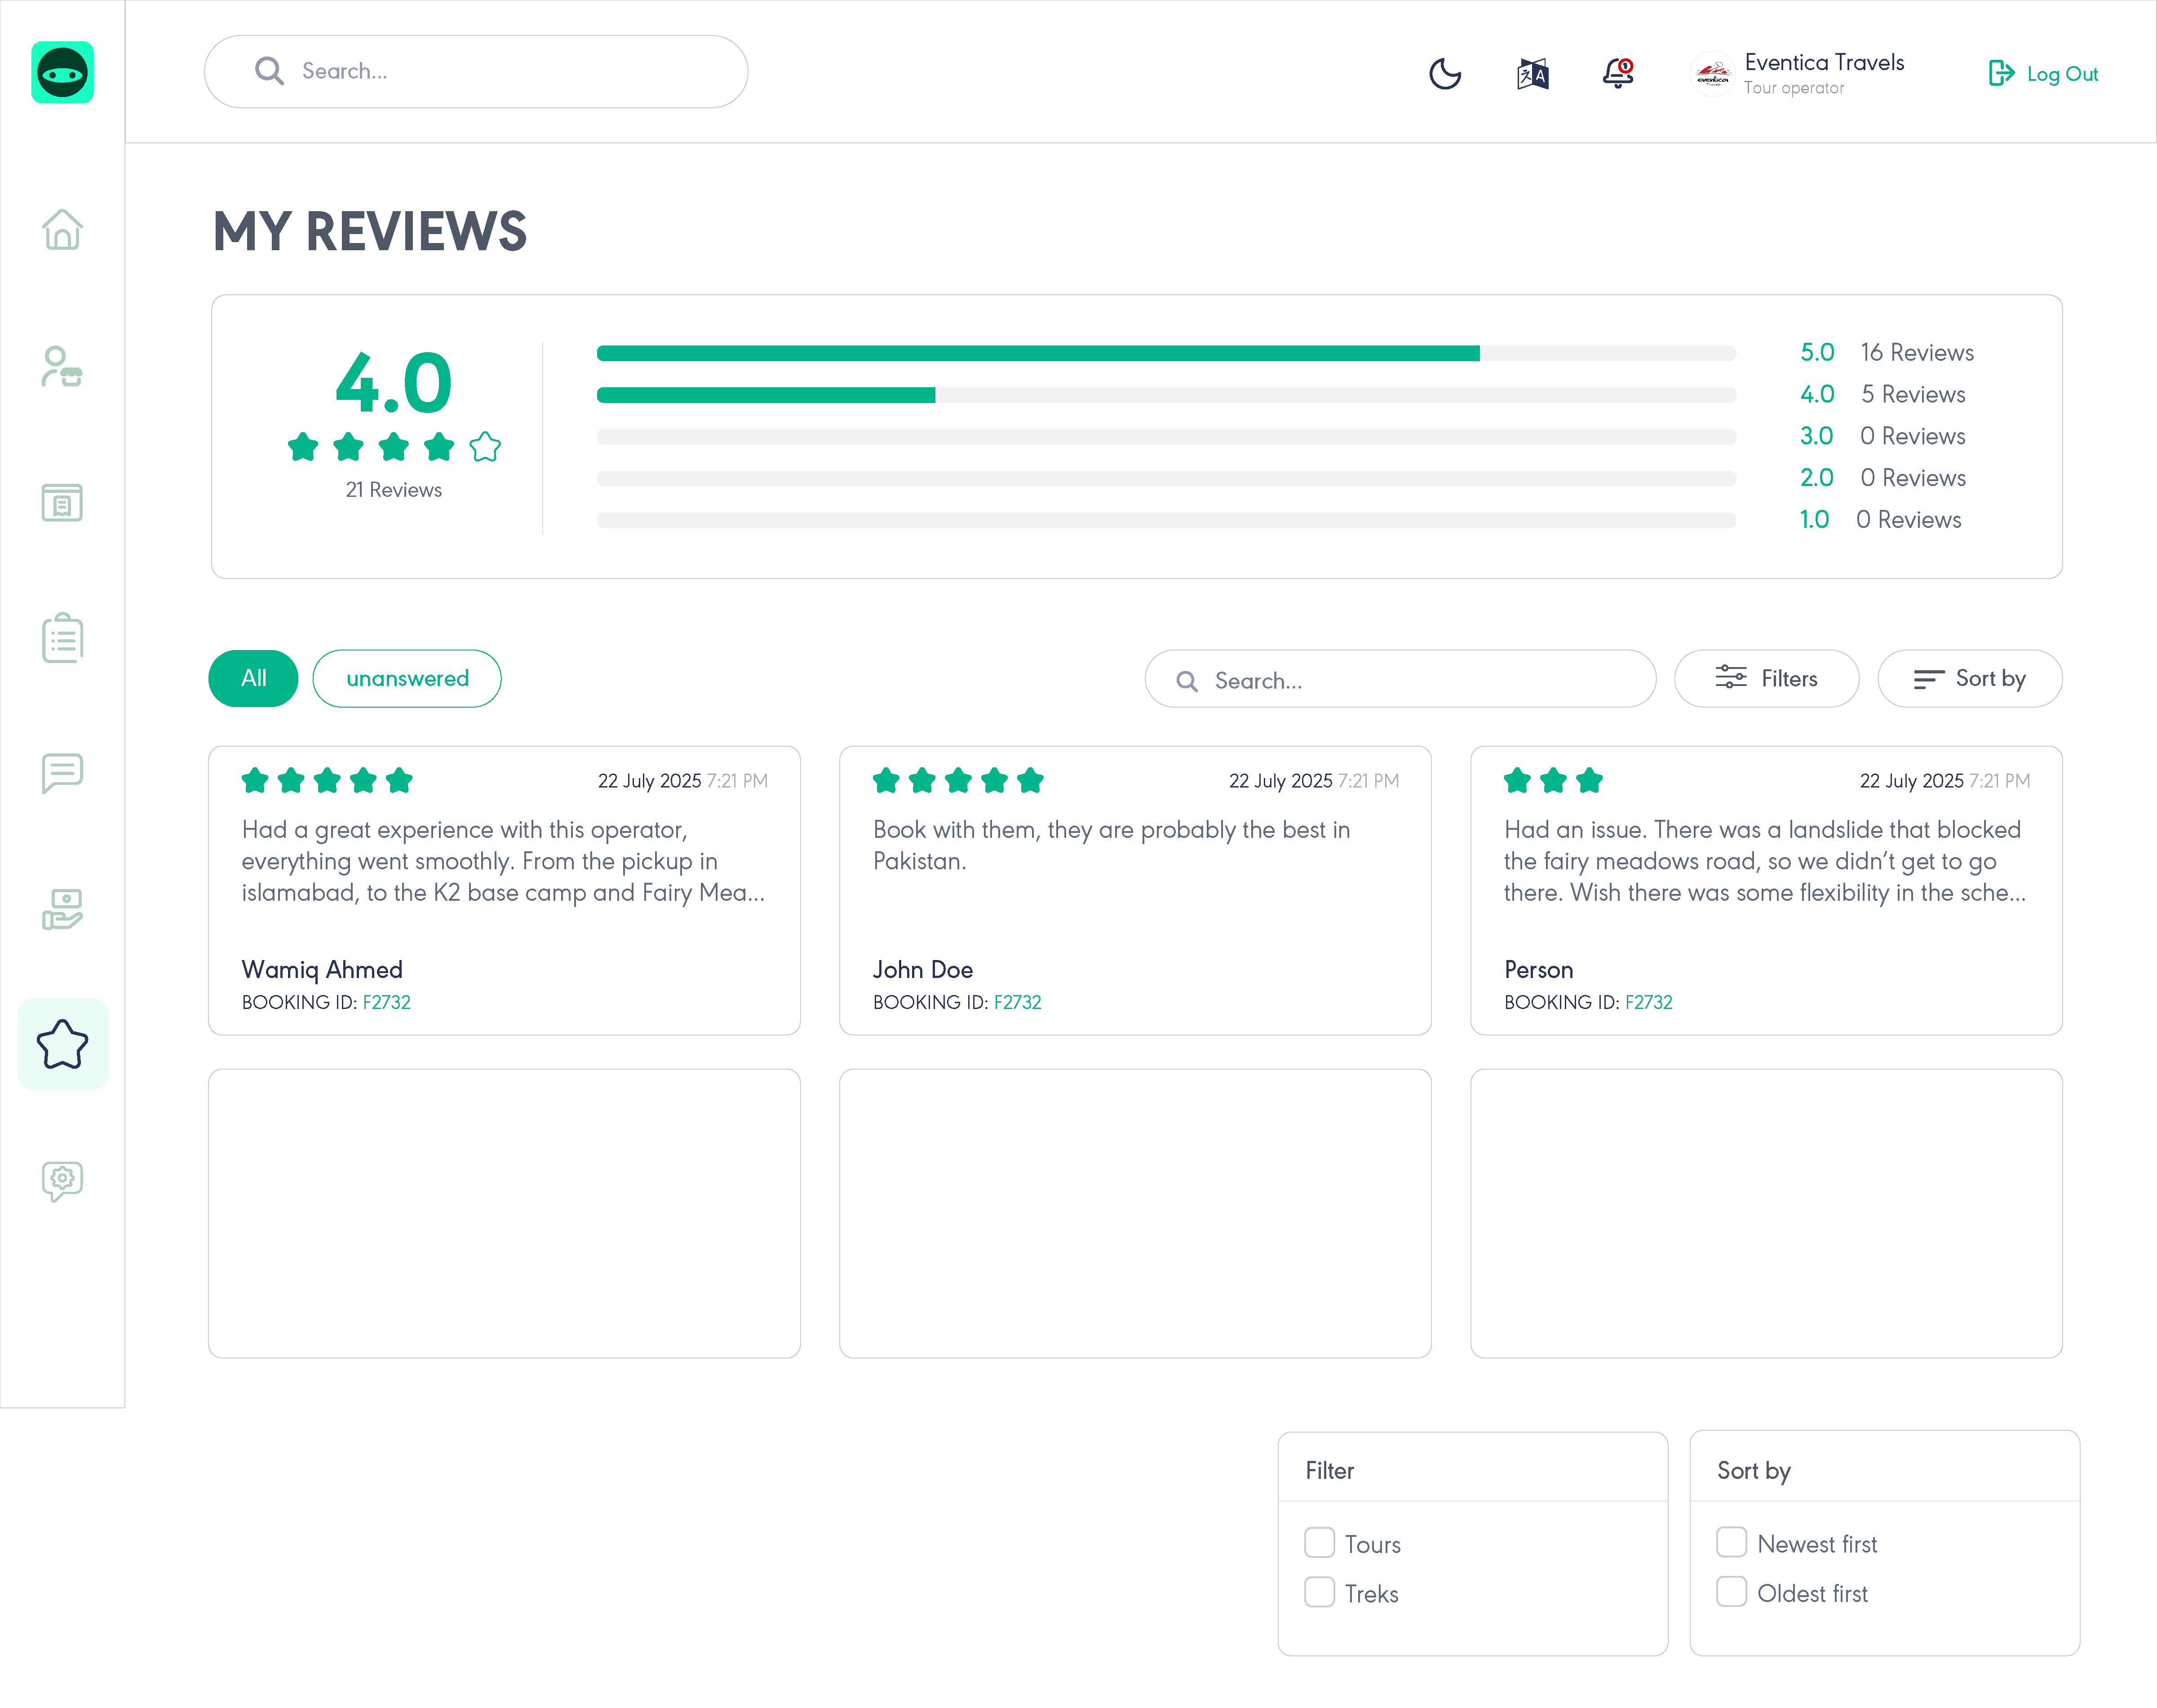 Search...
Eventica Travels
Tour operator
Log Out
MY REVIEWS
4.0
21 Reviews
5.0 16 Reviews
4.0 5 Reviews
3.0 0 Reviews
2.0 0 Reviews
1.0 0 Reviews
All
unanswered
Search...
Filters
Sort by
22 July 2025 7:21 PM
Had a great experience with this operator,
everything went smoothly. From the pickup in
islamabad, to the K2 base camp and Fairy Mea...
Wamiq Ahmed
BOOKING ID: F2732
22 July 2025 7:21 PM
Book with them, they are probably the best in
Pakistan.
John Doe
BOOKING ID: F2732
22 July 2025 7:21 PM
Had an issue. There was a landslide that blocked
the fairy meadows road, so we didn’t get to go
there. Wish there was some flexibility in the sche...
Person
BOOKING ID: F2732
Filter
Tours
Treks
Sort by
Newest first
Oldest first